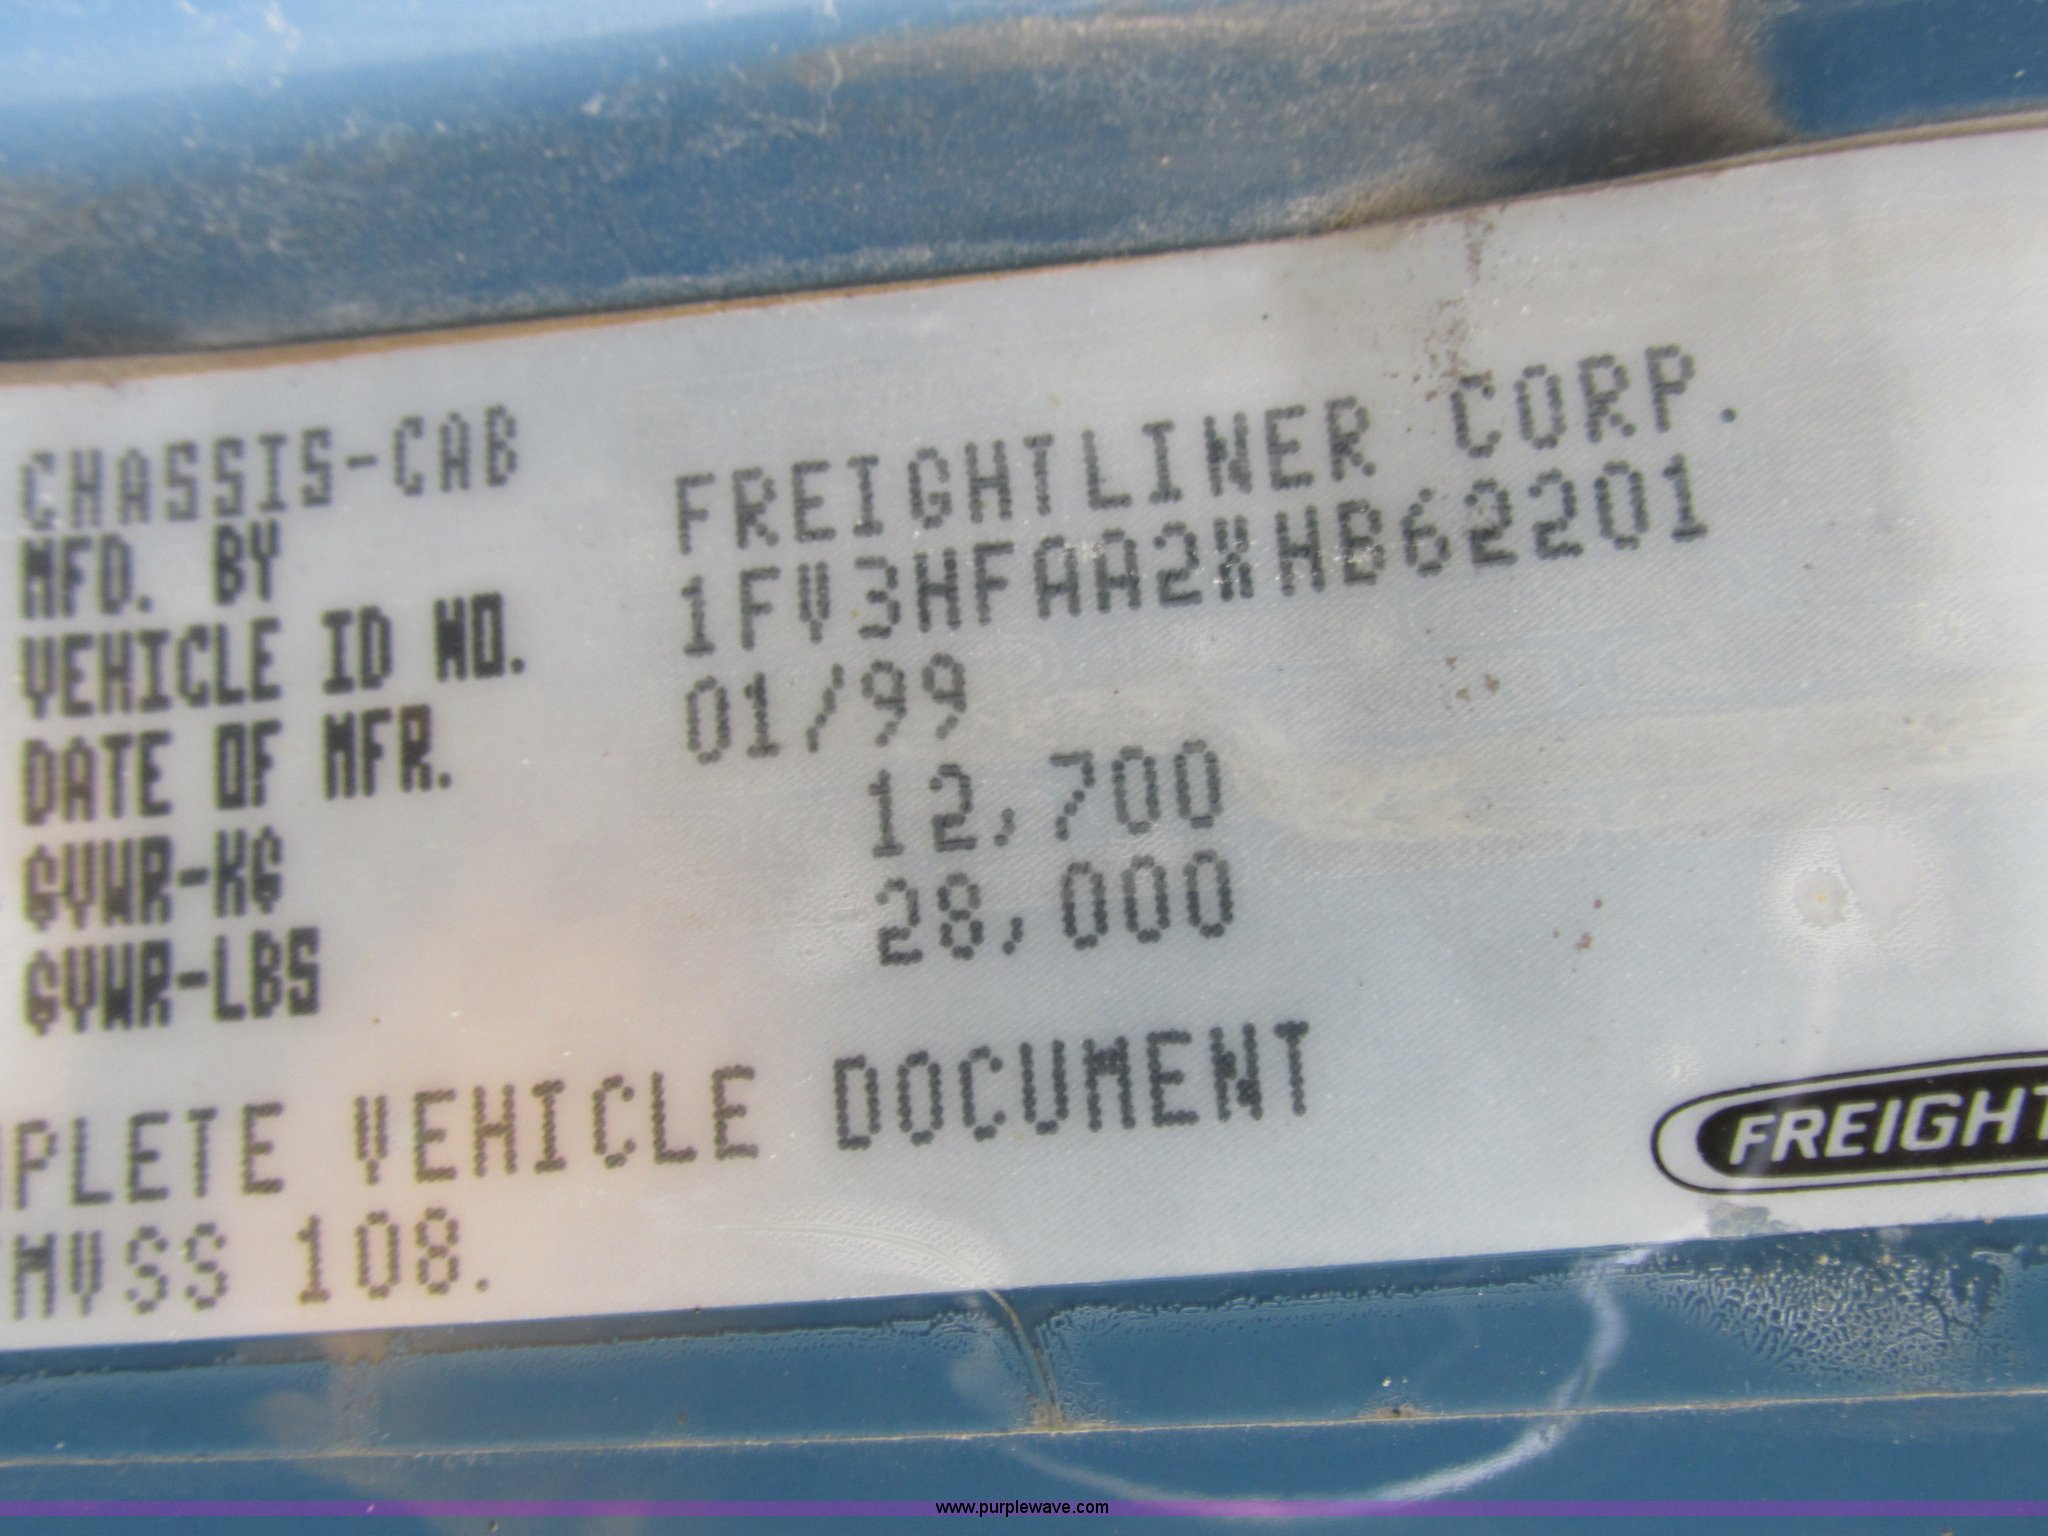 CHASSIS-CAB
MFD. BY FREIGHTLINER CORP.
VEHICLE ID NO. 1FV3HFAA2XHB62201
DATE OF MFR. 01/99
GVWR-KG 12,700
GVWR-LBS 28,000
MPLETE VEHICLE DOCUMENT
MVSS 108.
FREIGHT
www.purplewave.com